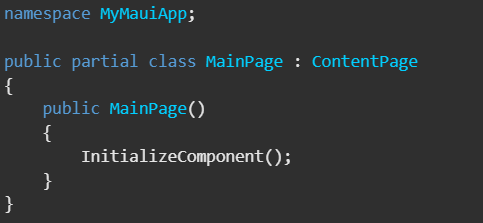 namespace MyMauiApp;
public partial class MainPage : ContentPage
{
public MainPage()
{
InitializeComponent();
}
}